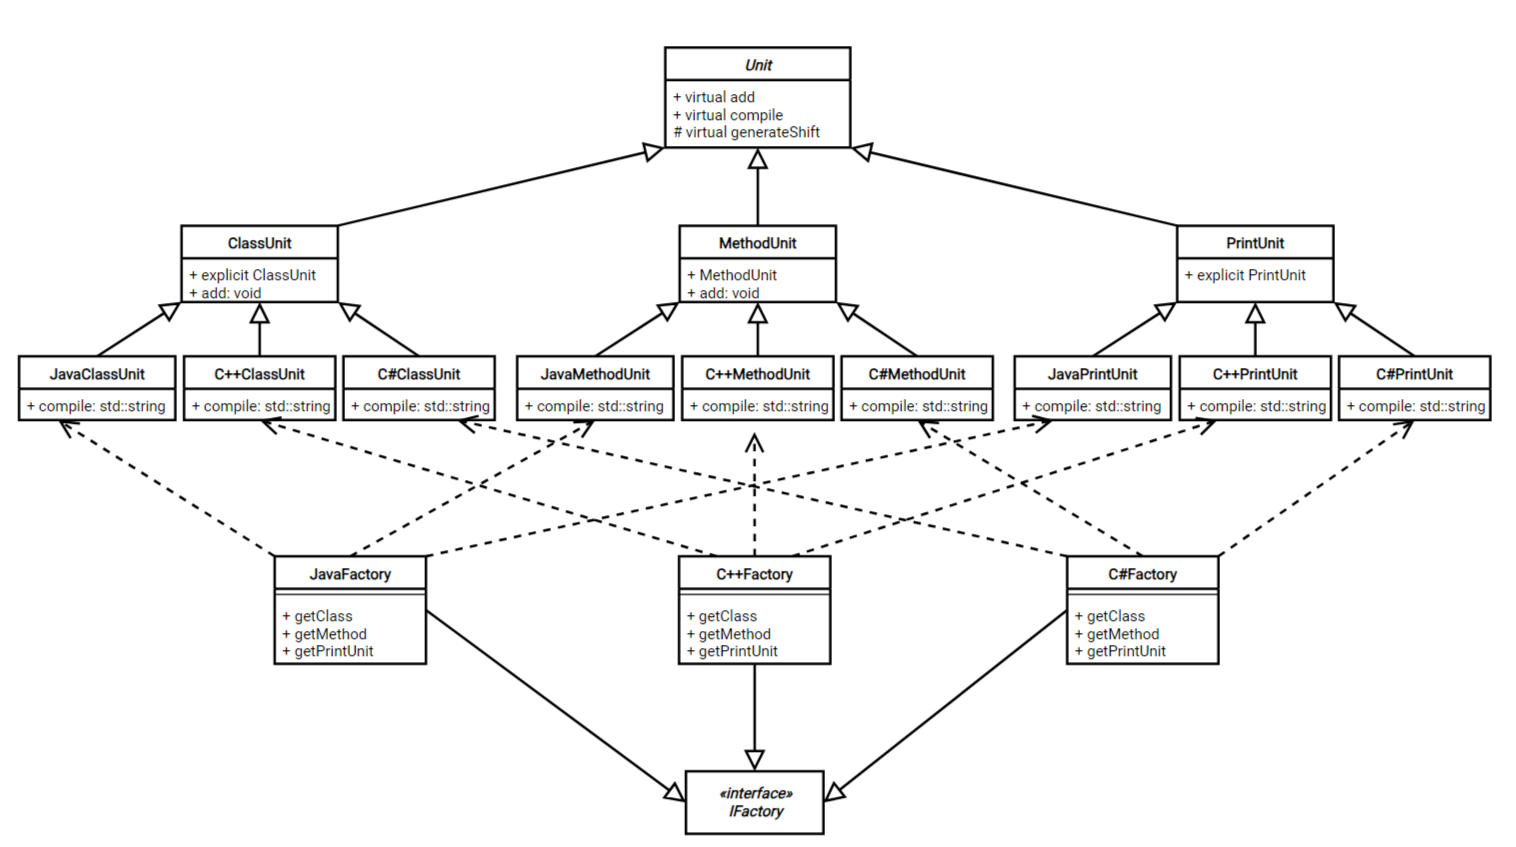 Unit
+ virtual add
+ virtual compile
# virtual generateShift
ClassUnit
+ explicit ClassUnit
+ add: void
MethodUnit
+ MethodUnit
+ add: void
PrintUnit
+ explicit PrintUnit
JavaClassUnit
+ compile: std::string
C++ClassUnit
+ compile: std::string
C#ClassUnit
+ compile: std::string
JavaMethodUnit
+ compile: std::string
C++MethodUnit
+ compile: std::string
C#MethodUnit
+ compile: std::string
JavaPrintUnit
+ compile: std::string
C++PrintUnit
+ compile: std::string
C#PrintUnit
+ compile: std::string
JavaFactory
+ getClass
+ getMethod
+ getPrintUnit
C++Factory
+ getClass
+ getMethod
+ getPrintUnit
C#Factory
+ getClass
+ getMethod
+ getPrintUnit
«interface»
IFactory